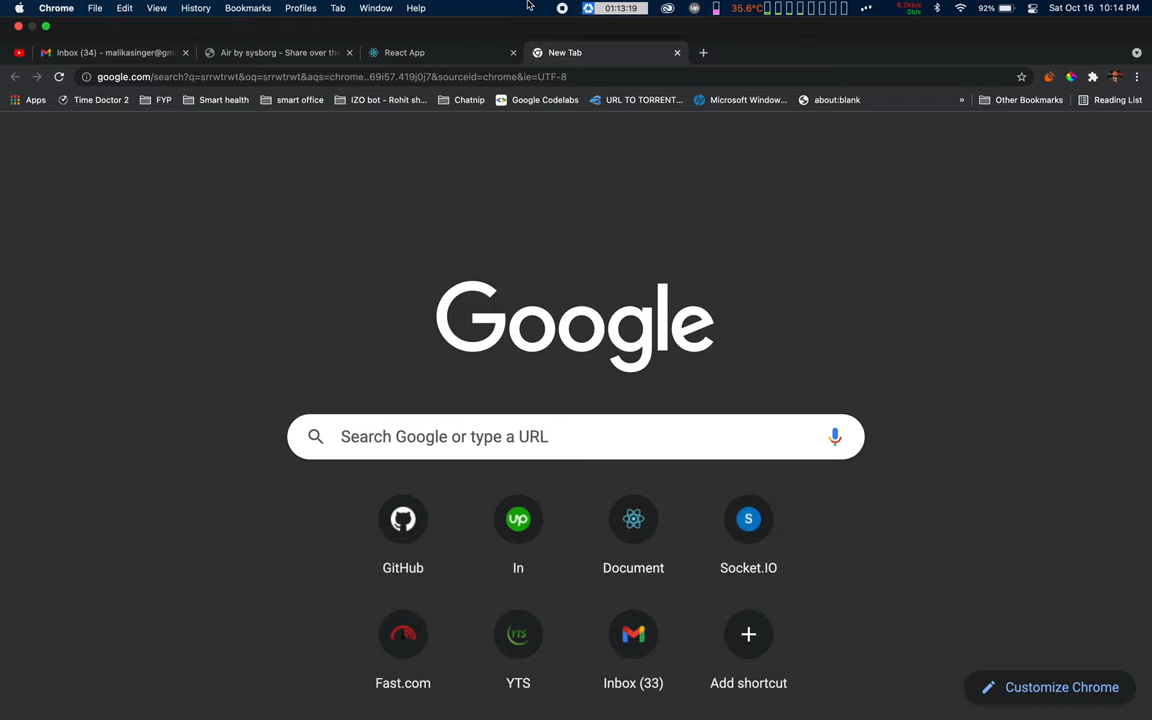 Chrome File Edit View History Bookmarks Profiles Tab Window Help 01:13:19 up 35.6°C 0b/s 92% Sat Oct 16 10:14 PM
Inbox (34) - malikasinger@gm Air by sysborg - Share over th React App New Tab
google.com/search?q=srrwtrwt&oq=srrwtrwt&aqs=chrome..69i57.419j0j7&sourceid=chrome&ie=UTF-8
Apps Time Doctor 2 FYP Smart health smart office IZO bot - Rohit sh... Chatnip Google Codelabs URL TO TORRENT... Microsoft Window... about:blank » Other Bookmarks Reading List
Google
Search Google or type a URL
up S
GitHub In Document Socket.IO
YTS
Fast.com YTS Inbox (33) Add shortcut
Customize Chrome